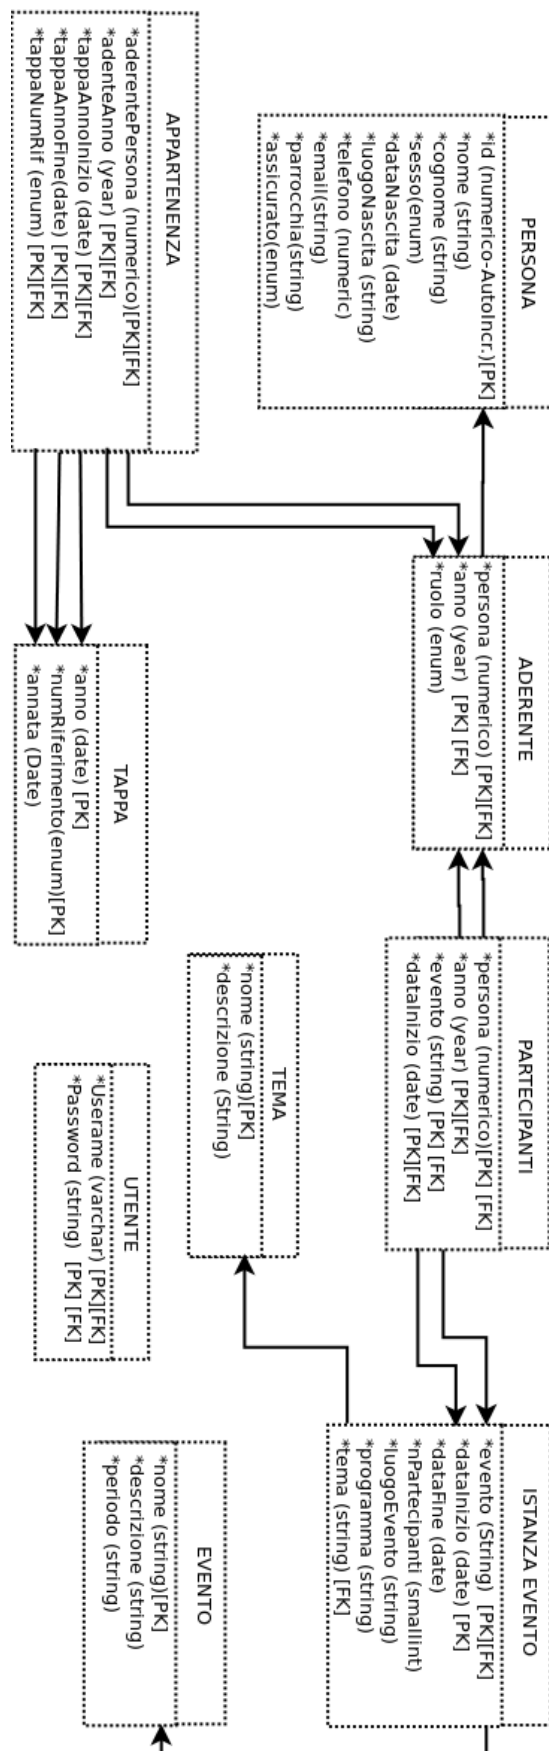 PERSONA
*id (numerico-AutoIncr.)[PK]
*nome (string)
*cognome (string)
*sesso(enum)
*dataNascita (date)
*luogoNascita (string)
*telefono (numeric)
*email(string)
*parrocchia(string)
*assicurato(enum)
ADERENTE
*persona (numerico) [PK][FK]
*anno (year) [PK] [FK]
*ruolo (enum)
PARTECIPANTI
*persona (numerico)[PK] [FK]
*anno (year) [PK][FK]
*evento (string) [PK] [FK]
*dataInizio (date) [PK][FK]
ISTANZA EVENTO
*evento (String) [PK][FK]
*dataInizio (date) [PK]
*dataFine (date)
*nPartecipanti (smallint)
*luogoEvento (string)
*programma (string)
*tema (string) [FK]
APPARTENENZA
*aderentePersona (numerico)[PK][FK]
*adenteAnno (year) [PK][FK]
*tappaAnnoInizio (date) [PK][FK]
*tappaAnnoFine(date) [PK][FK]
*tappaNumRif (enum) [PK][FK]
TAPPA
*anno (date) [PK]
*numRiferimento(enum)[PK]
*annata (Date)
TEMA
*nome (string)[PK]
*descrizione (String)
UTENTE
*Userame (varchar) [PK][FK]
*Password (string) [PK] [FK]
EVENTO
*nome (string)[PK]
*descrizione (string)
*periodo (string)